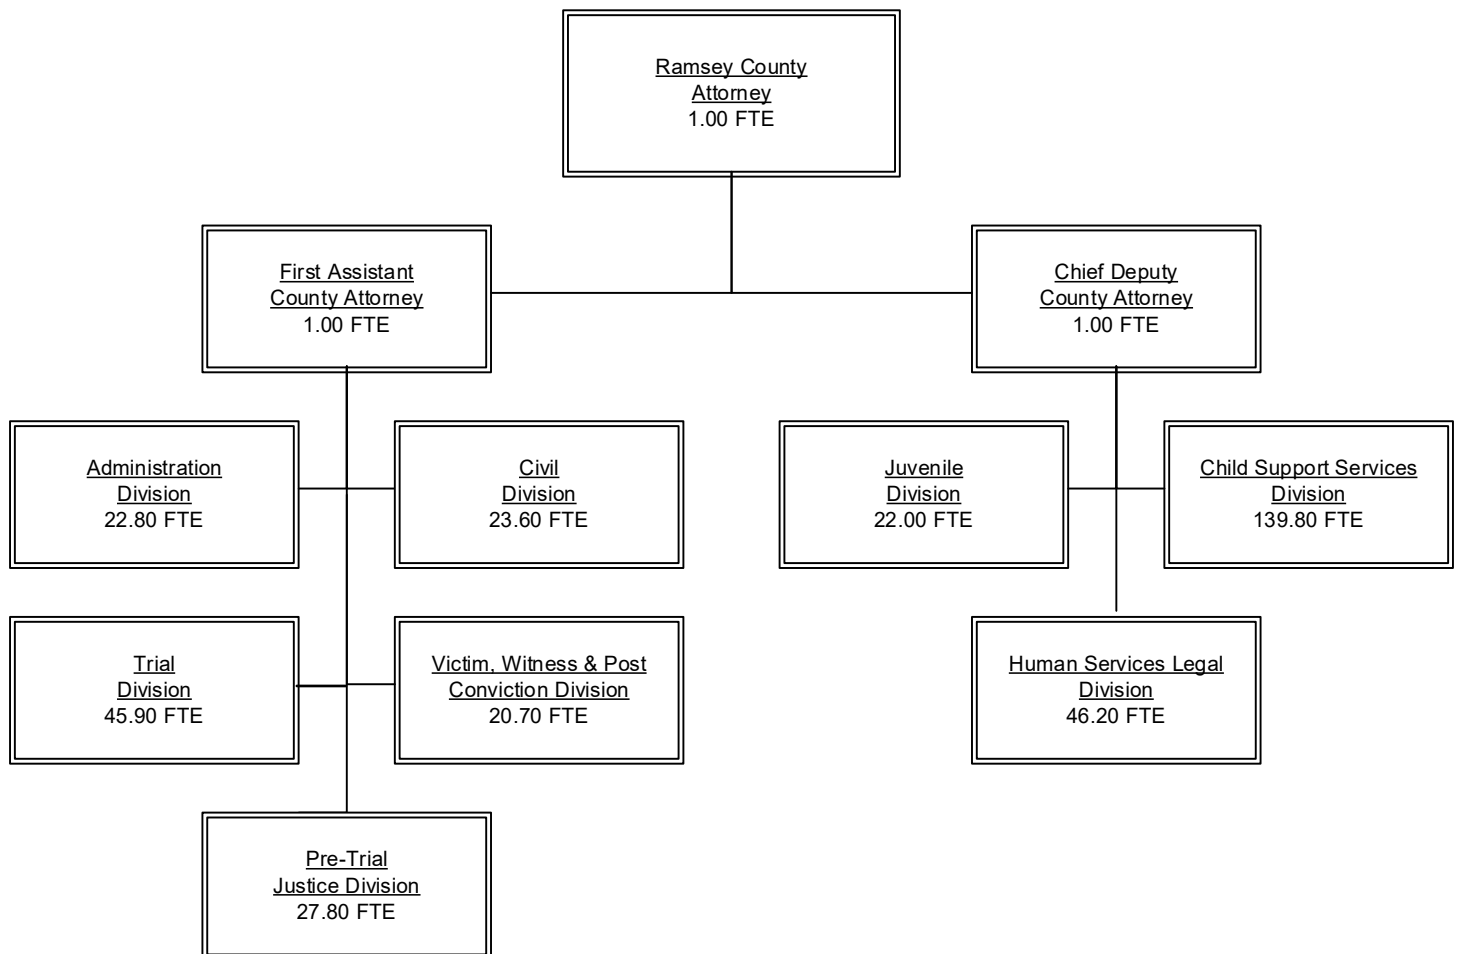 Ramsey County
Attorney
1.00 FTE
First Assistant
County Attorney
1.00 FTE
Chief Deputy
County Attorney
1.00 FTE
Administration
Division
22.80 FTE
Civil
Division
23.60 FTE
Juvenile
Division
22.00 FTE
Child Support Services
Division
139.80 FTE
Trial
Division
45.90 FTE
Victim, Witness & Post
Conviction Division
20.70 FTE
Human Services Legal
Division
46.20 FTE
Pre-Trial
Justice Division
27.80 FTE